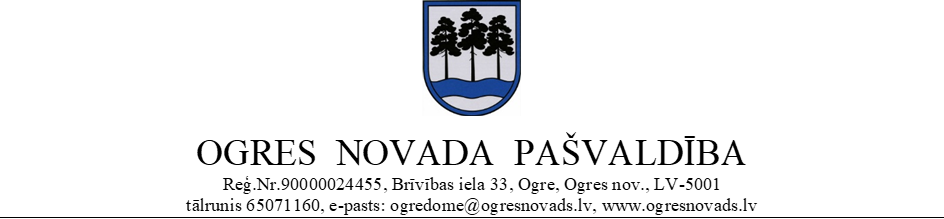 OGRES NOVADA PAŠVALDĪBA
Reģ.Nr.90000024455, Brīvības iela 33, Ogre, Ogres nov., LV-5001
tālrunis 65071160, e-pasts: ogredome@ogresnovads.lv, www.ogresnovads.lv